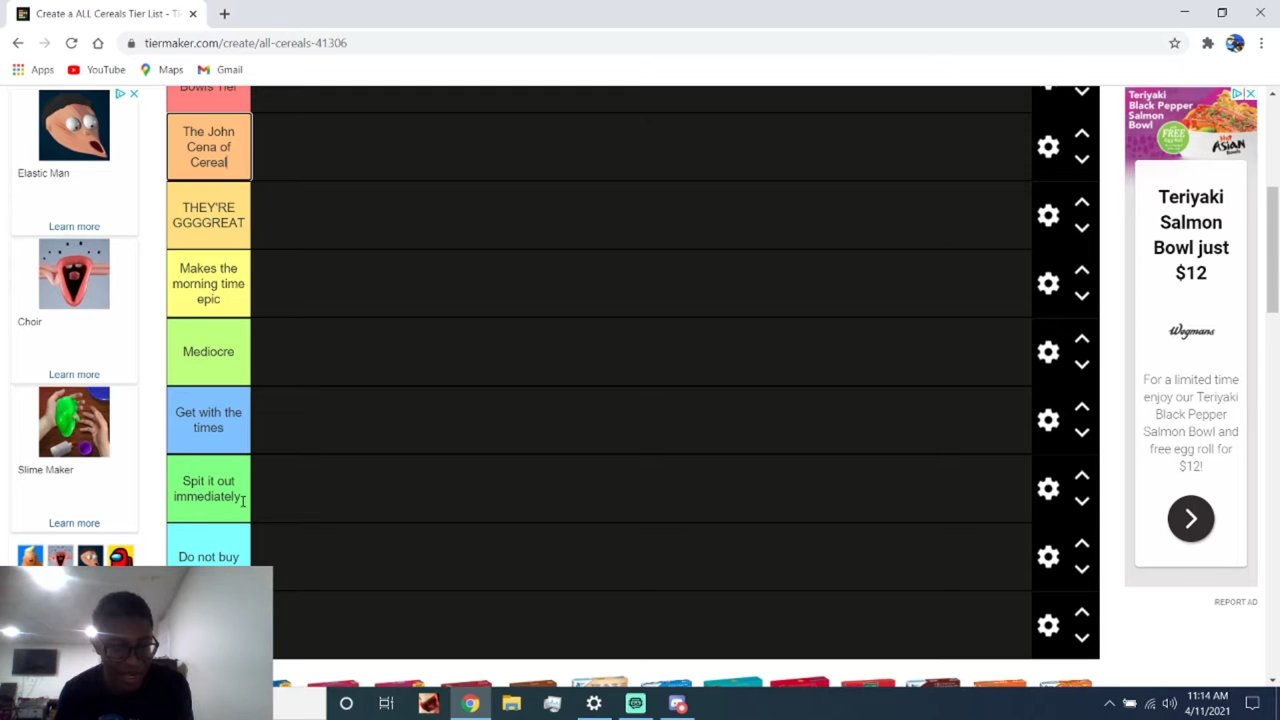 Create a ALL Cereals Tier List - Ti
tiermaker.com/create/all-cereals-41306
Apps
YouTube
Maps
Gmail
Bowls Tier
The John
Cena of
Cereal
THEY'RE
GGGGREAT
Makes the
morning time
epic
Mediocre
Get with the
times
Spit it out
immediately
Do not buy
Elastic Man
Learn more
Choir
Learn more
Slime Maker
Learn more
Teriyaki
Black Pepper
Salmon
Bowl
FREE
Egg Roll
Hot
ASIAN
Bowls
Teriyaki
Salmon
Bowl just
$12
Wegmans
For a limited time
enjoy our Teriyaki
Black Pepper
Salmon Bowl and
free egg roll for
$12!
REPORT AD
11:14 AM
4/11/2021